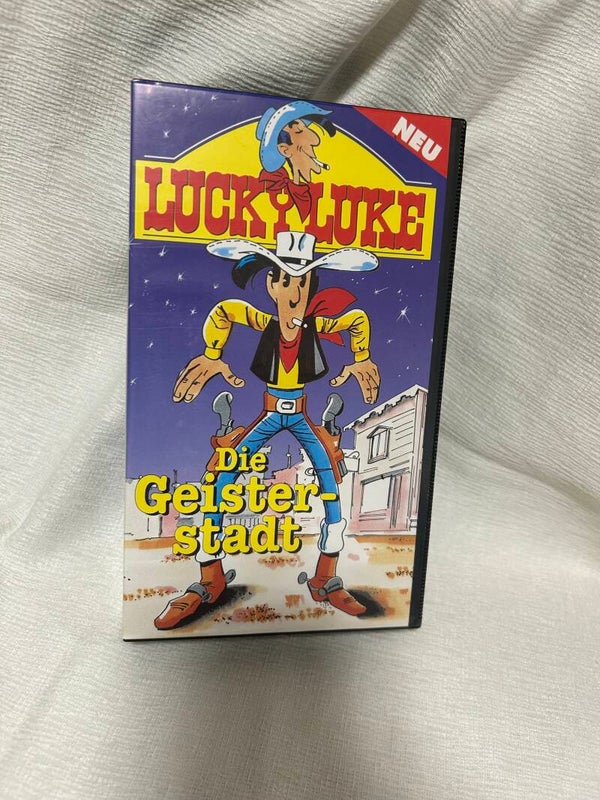 NEU
LUCKY LUKE
Die
Geister-
stadt